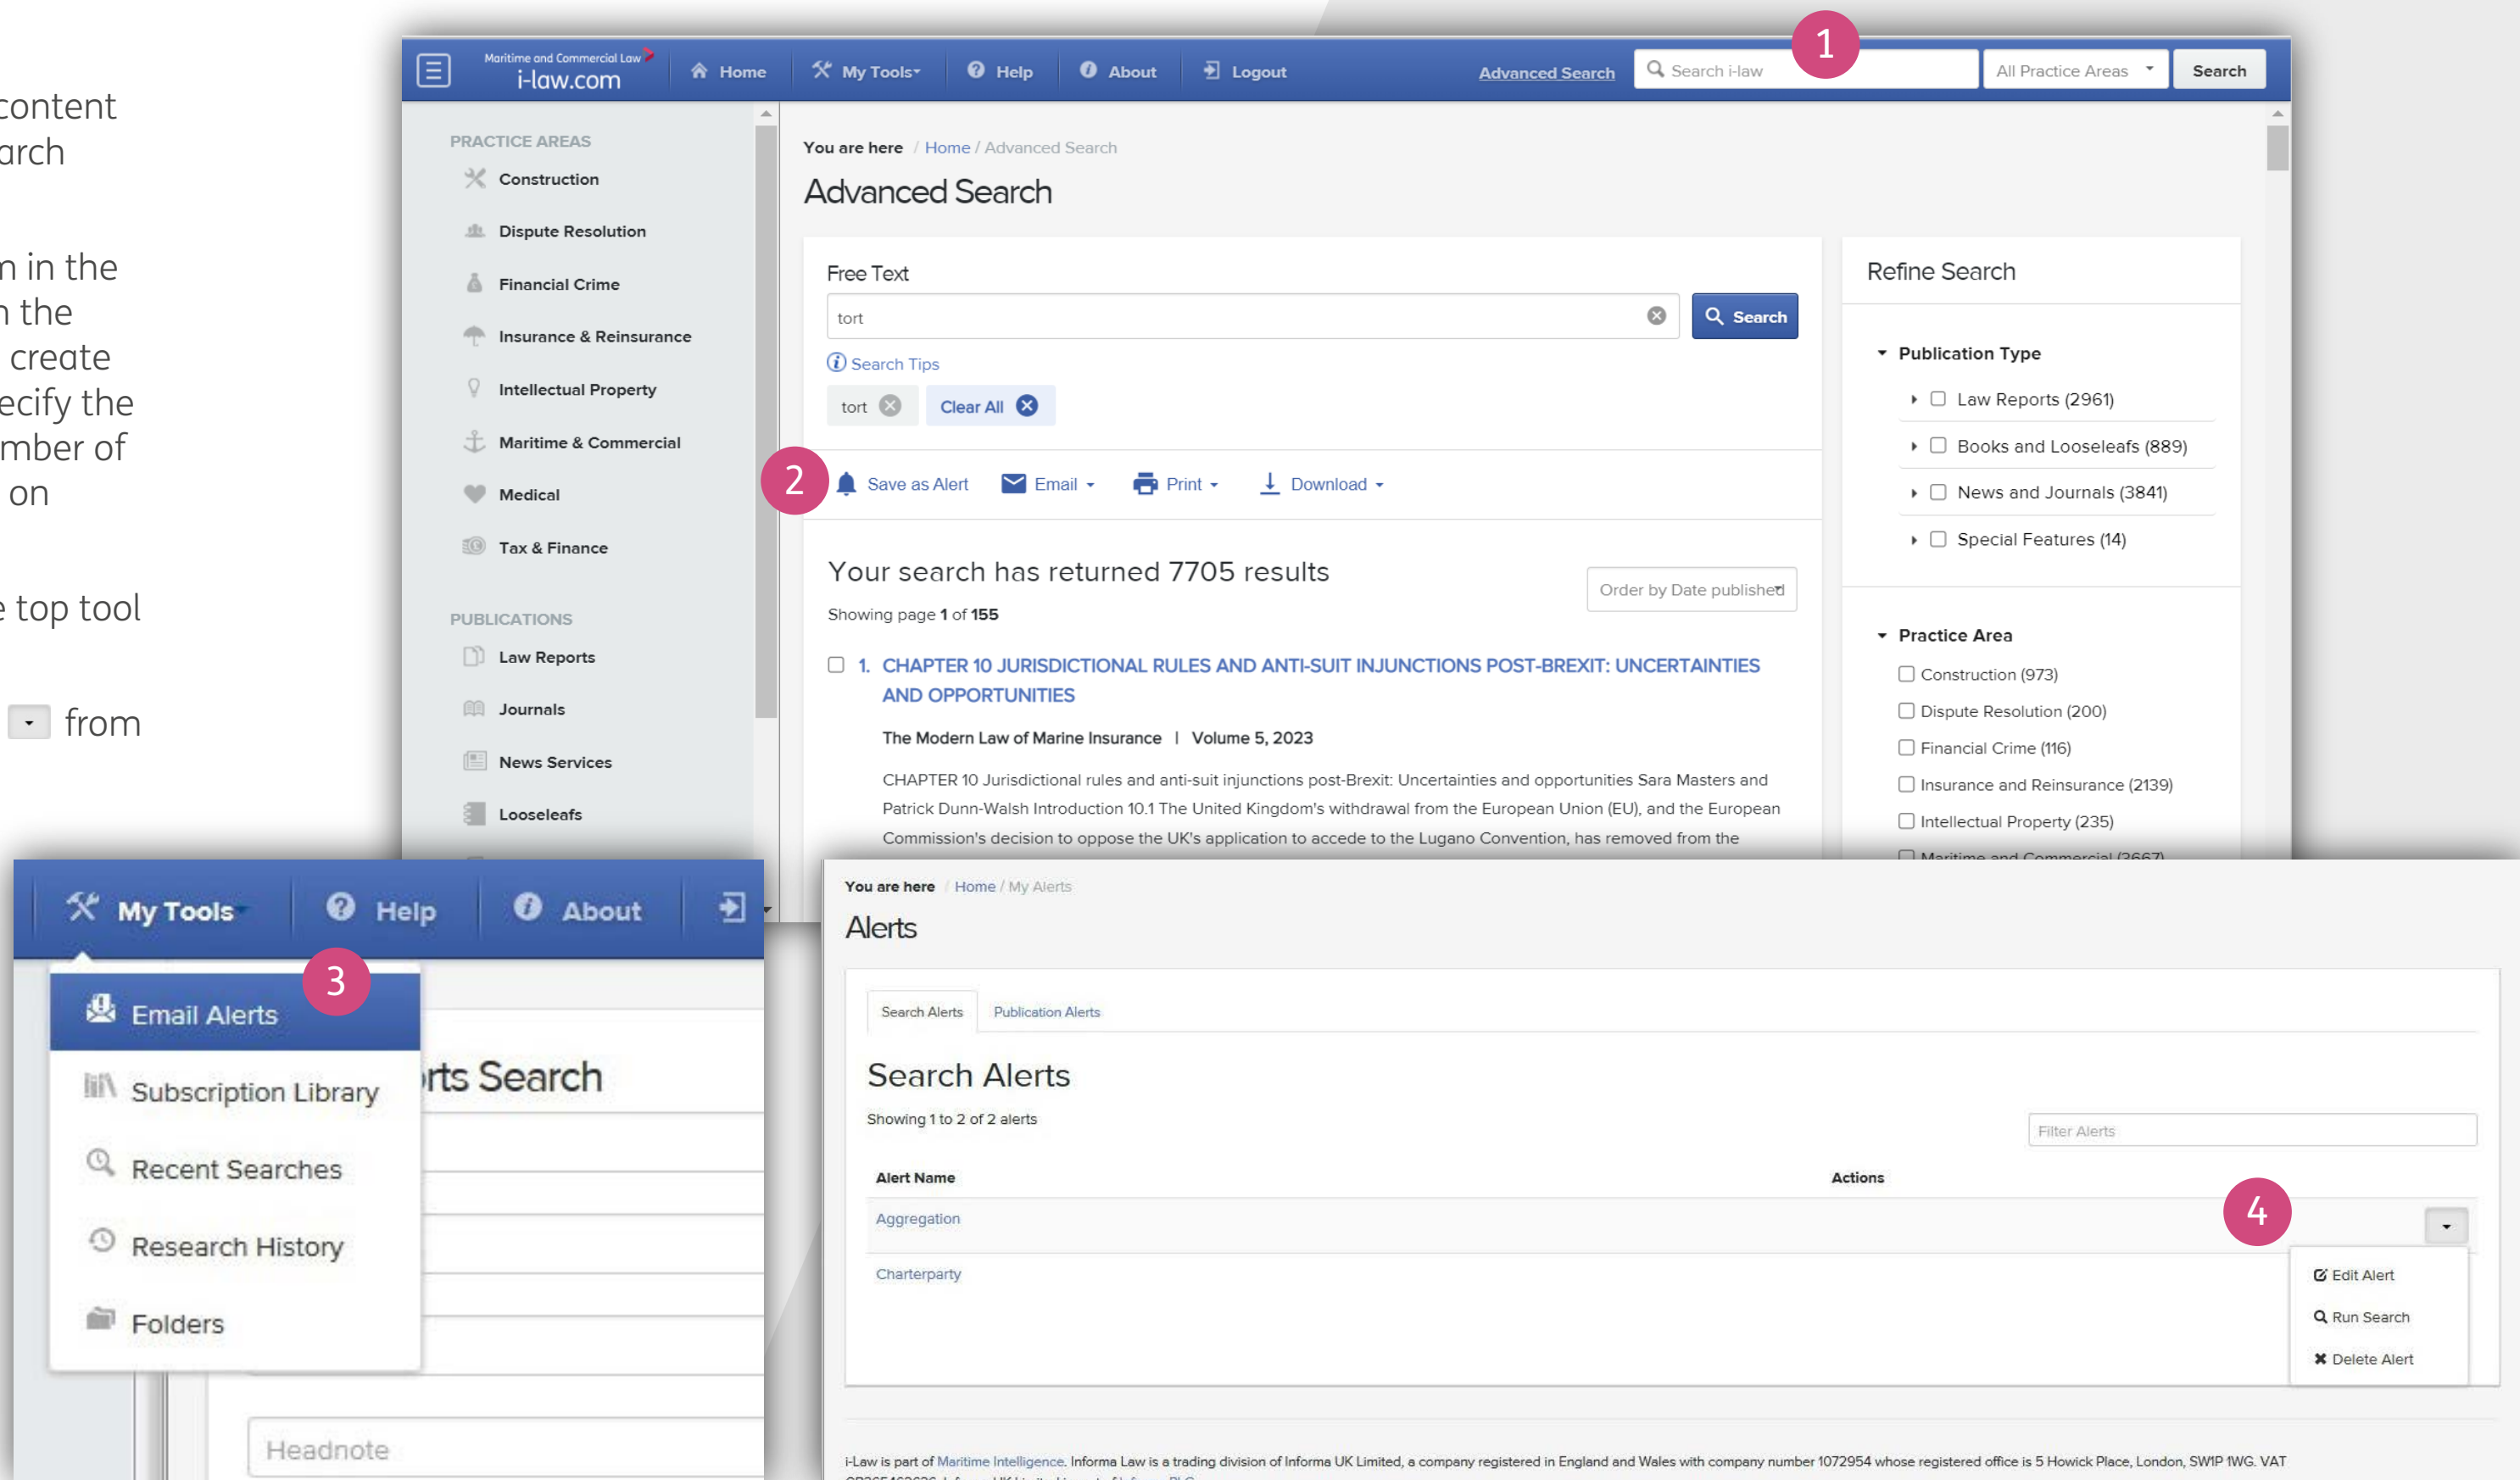 content
arch
in the
the
create
ecify the
mber of
on
top tool
from
Maritime and Commercial Law
i-law.com
Home
My Tools
Help
About
Logout
Advanced Search
Search i-law
All Practice Areas
Search
1
PRACTICE AREAS
Construction
Dispute Resolution
Financial Crime
Insurance & Reinsurance
Intellectual Property
Maritime & Commercial
Medical
Tax & Finance
PUBLICATIONS
Law Reports
Journals
News Services
Looseleafs
You are here / Home / Advanced Search
Advanced Search
Free Text
tort
Search
Search Tips
tort
Clear All
2
Save as Alert
Email
Print
Download
Your search has returned 7705 results
Order by Date published
Showing page 1 of 155
1. CHAPTER 10 JURISDICTIONAL RULES AND ANTI-SUIT INJUNCTIONS POST-BREXIT: UNCERTAINTIES
AND OPPORTUNITIES
The Modern Law of Marine Insurance | Volume 5, 2023
CHAPTER 10 Jurisdictional rules and anti-suit injunctions post-Brexit: Uncertainties and opportunities Sara Masters and
Patrick Dunn-Walsh Introduction 10.1 The United Kingdom's withdrawal from the European Union (EU), and the European
Commission's decision to oppose the UK's application to accede to the Lugano Convention, has removed from the
Refine Search
Publication Type
Law Reports (2961)
Books and Looseleafs (889)
News and Journals (3841)
Special Features (14)
Practice Area
Construction (973)
Dispute Resolution (200)
Financial Crime (116)
Insurance and Reinsurance (2139)
Intellectual Property (235)
Maritime and Commercial (3667)
My Tools
Help
About
3
Email Alerts
Subscription Library
Recent Searches
Research History
Folders
rts Search
Headnote
You are here / Home / My Alerts
Alerts
Search Alerts
Publication Alerts
Search Alerts
Showing 1 to 2 of 2 alerts
Filter Alerts
Alert Name
Actions
Aggregation
4
Charterparty
Edit Alert
Run Search
Delete Alert
i-Law is part of Maritime Intelligence. Informa Law is a trading division of Informa UK Limited, a company registered in England and Wales with company number 1072954 whose registered office is 5 Howick Place, London, SW1P 1WG. VAT